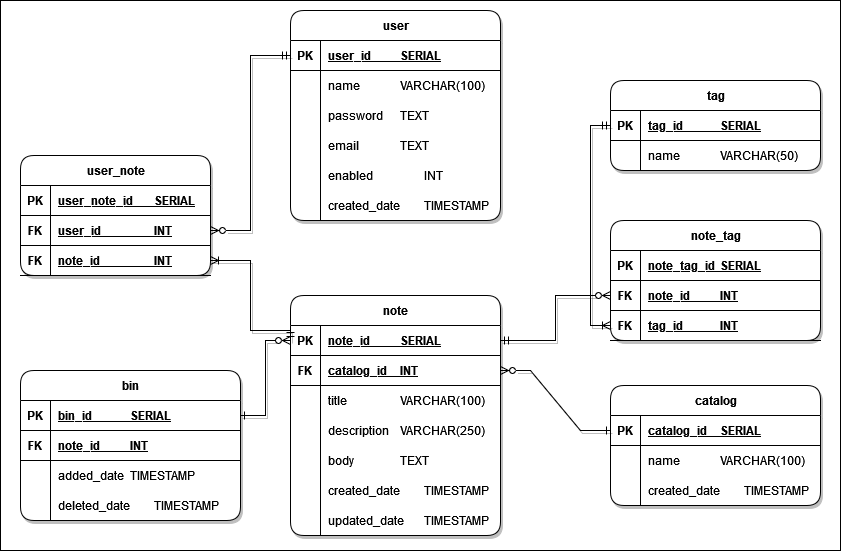 user
PK user_id SERIAL
name VARCHAR(100)
password TEXT
email TEXT
enabled INT
created_date TIMESTAMP
tag
PK tag_id SERIAL
name VARCHAR(50)
user_note
PK user_note_id SERIAL
FK user_id INT
FK note_id INT
note_tag
PK note_tag_id SERIAL
FK note_id INT
FK tag_id INT
note
PK note_id SERIAL
FK catalog_id INT
title VARCHAR(100)
description VARCHAR(250)
body TEXT
created_date TIMESTAMP
updated_date TIMESTAMP
bin
PK bin_id SERIAL
FK note_id INT
added_date TIMESTAMP
deleted_date TIMESTAMP
catalog
PK catalog_id SERIAL
name VARCHAR(100)
created_date TIMESTAMP